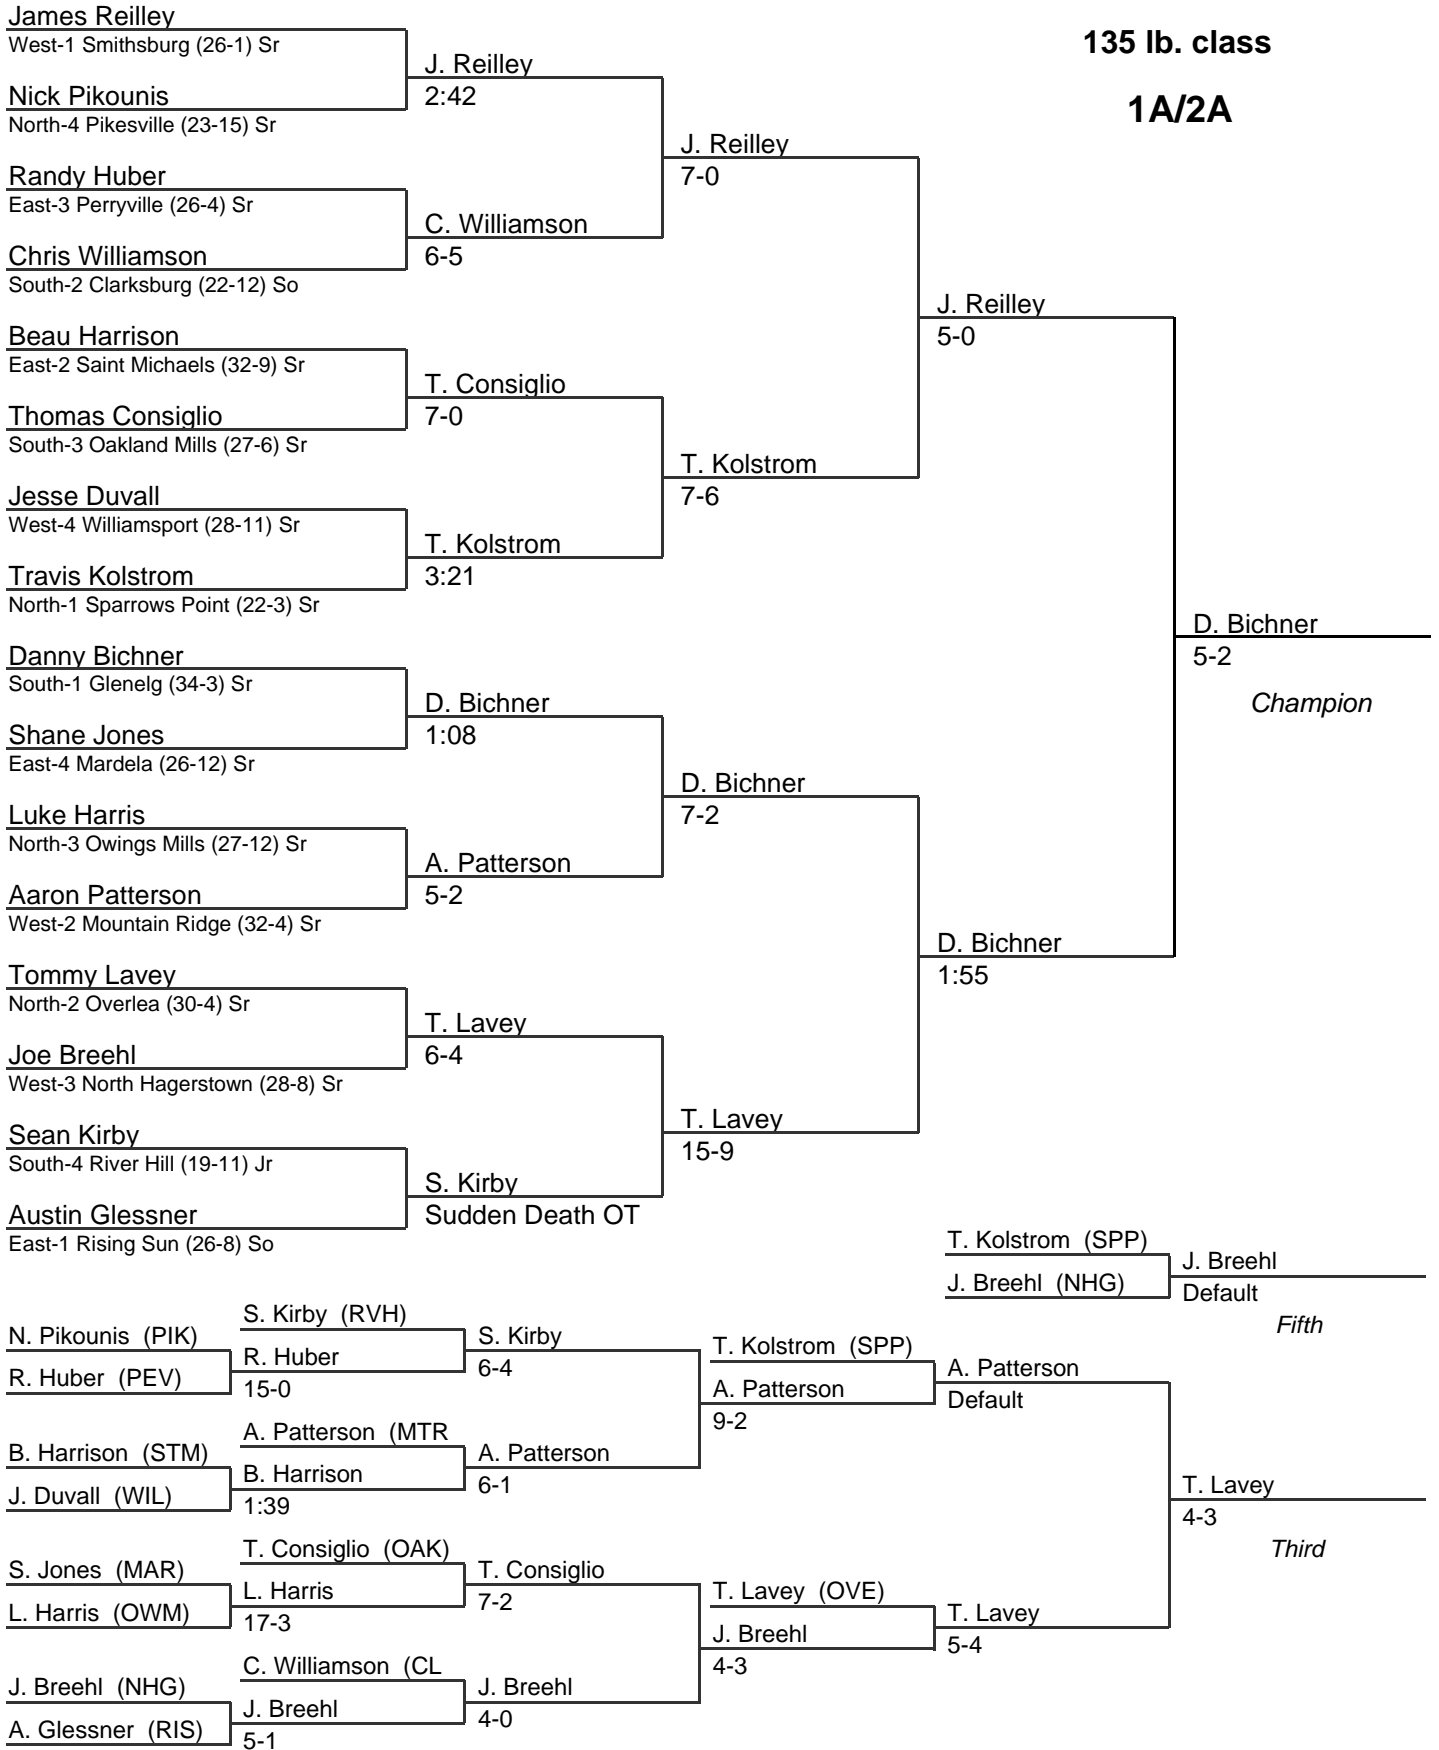 James Reilley
West-1 Smithsburg (26-1) Sr
135 lb. class
J. Reilley
2:42
Nick Pikounis
North-4 Pikesville (23-15) Sr
1A/2A
J. Reilley
7-0
Randy Huber
East-3 Perryville (26-4) Sr
C. Williamson
6-5
Chris Williamson
South-2 Clarksburg (22-12) So
J. Reilley
5-0
Beau Harrison
East-2 Saint Michaels (32-9) Sr
T. Consiglio
7-0
Thomas Consiglio
South-3 Oakland Mills (27-6) Sr
T. Kolstrom
7-6
Jesse Duvall
West-4 Williamsport (28-11) Sr
T. Kolstrom
3:21
Travis Kolstrom
North-1 Sparrows Point (22-3) Sr
D. Bichner
5-2
Champion
Danny Bichner
South-1 Glenelg (34-3) Sr
D. Bichner
1:08
Shane Jones
East-4 Mardela (26-12) Sr
D. Bichner
7-2
Luke Harris
North-3 Owings Mills (27-12) Sr
A. Patterson
5-2
Aaron Patterson
West-2 Mountain Ridge (32-4) Sr
D. Bichner
1:55
Tommy Lavey
North-2 Overlea (30-4) Sr
T. Lavey
6-4
Joe Breehl
West-3 North Hagerstown (28-8) Sr
T. Lavey
15-9
Sean Kirby
South-4 River Hill (19-11) Jr
S. Kirby
Sudden Death OT
Austin Glessner
East-1 Rising Sun (26-8) So
T. Kolstrom (SPP)
J. Breehl (NHG)
J. Breehl
Default
Fifth
N. Pikounis (PIK)
R. Huber (PEV)
S. Kirby (RVH)
R. Huber
15-0
S. Kirby
6-4
T. Kolstrom (SPP)
A. Patterson
9-2
A. Patterson
Default
B. Harrison (STM)
J. Duvall (WIL)
A. Patterson (MTR
B. Harrison
1:39
A. Patterson
6-1
T. Lavey
4-3
Third
S. Jones (MAR)
L. Harris (OWM)
T. Consiglio (OAK)
L. Harris
17-3
T. Consiglio
7-2
T. Lavey (OVE)
J. Breehl
4-3
T. Lavey
5-4
J. Breehl (NHG)
A. Glessner (RIS)
C. Williamson (CL
J. Breehl
5-1
J. Breehl
4-0